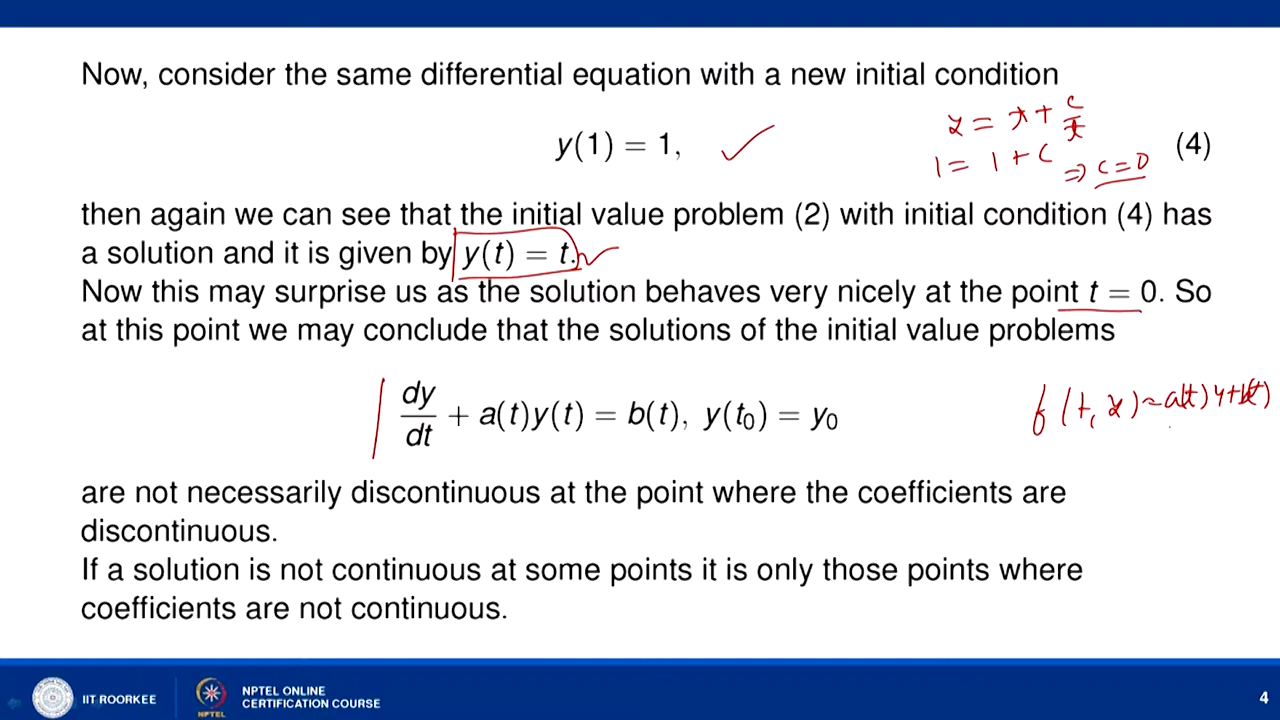 Now, consider the same differential equation with a new initial condition
y = t + c/t
y(1) = 1, (4)
1 = 1 + c ⇒ c=0
then again we can see that the initial value problem (2) with initial condition (4) has
a solution and it is given by y(t) = t.
Now this may surprise us as the solution behaves very nicely at the point t = 0. So
at this point we may conclude that the solutions of the initial value problems
dy/dt + a(t)y(t) = b(t), y(t₀) = y₀
f(t, y) ~ a(t)y+b(t)
are not necessarily discontinuous at the point where the coefficients are
discontinuous.
If a solution is not continuous at some points it is only those points where
coefficients are not continuous.
IIT ROORKEE
NPTEL
NPTEL ONLINE
CERTIFICATION COURSE
4